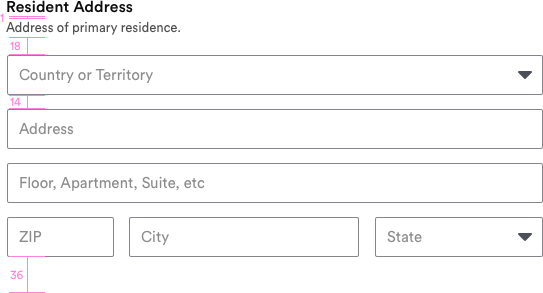 Resident Address
1
Address of primary residence.
18
Country or Territory
14
Address
Floor, Apartment, Suite, etc
ZIP City State
36